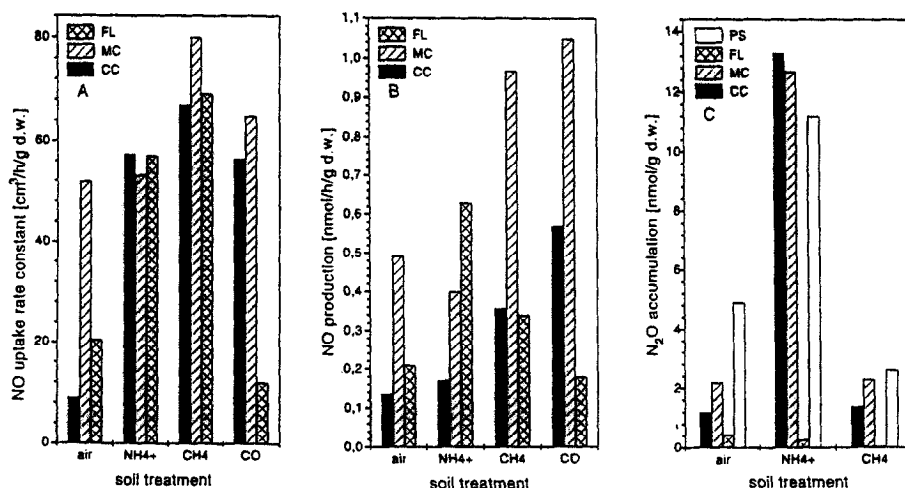 NO uptake rate constant [cm³/h/g d.w.]
80
60
40
20
0
FL
MC
CC
A
air NH4+ CH4 CO
soil treatment
NO production [nmol/h/g d.w.]
1,1
1,0
0,9
0,8
0,7
0,6
0,5
0,4
0,3
0,2
0,1
0,0
FL
MC
CC
B
air NH4+ CH4 CO
soil treatment
N₂O accumulation [nmol/g d.w.]
14
12
10
8
6
4
2
0
PS
FL
MC
CC
C
air NH4+ CH4
soil treatment